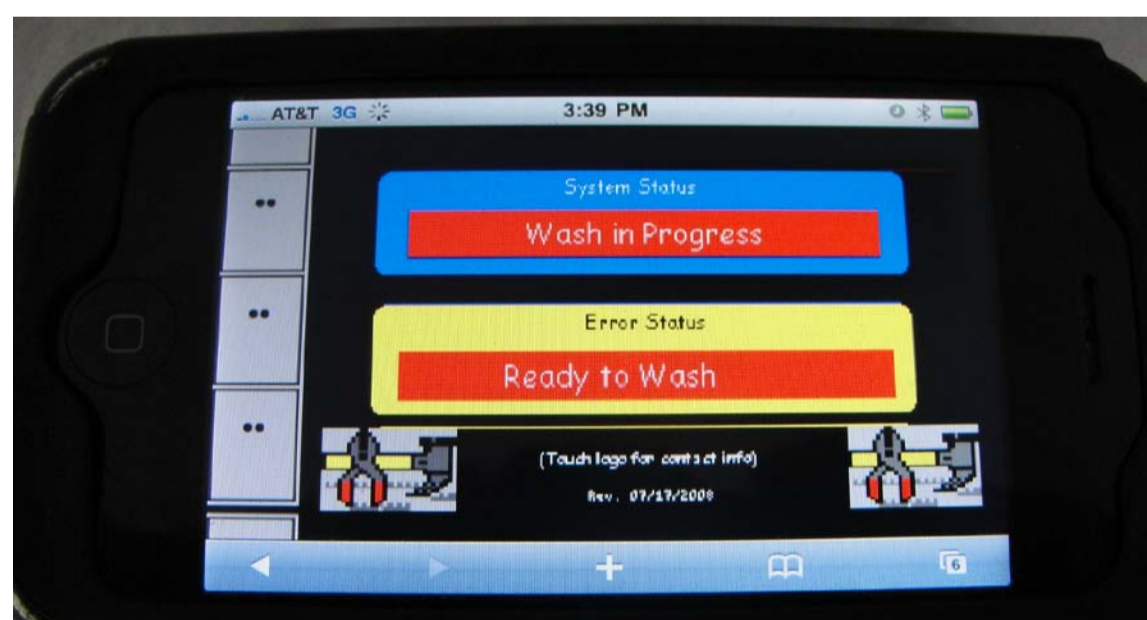 AT&T 3G 3:39 PM
System Status
Wash in Progress
Error Status
Ready to Wash
(Touch logo for contact info)
Rev. 07/17/2008
6